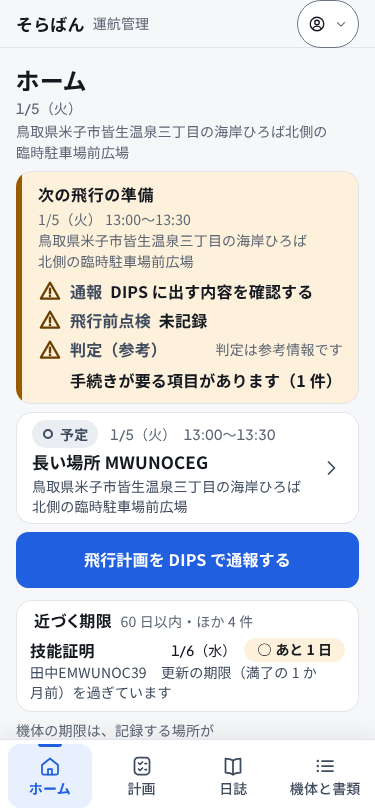 そらばん 運航管理
ホーム
1/5（火）
鳥取県米子市皆生温泉三丁目の海岸ひろば北側の
臨時駐車場前広場
次の飛行の準備
1/5（火） 13:00〜13:30
鳥取県米子市皆生温泉三丁目の海岸ひろば
北側の臨時駐車場前広場
通報 DIPS に出す内容を確認する
飛行前点検 未記録
判定（参考） 判定は参考情報です
手続きが要る項目があります（1 件）
予定 1/5（火） 13:00〜13:30
長い場所 MWUNOCEG
鳥取県米子市皆生温泉三丁目の海岸ひろば
北側の臨時駐車場前広場
飛行計画を DIPS で通報する
近づく期限 60 日以内・ほか 4 件
技能証明 1/6（水） あと 1 日
田中EMWUNOC39 更新の期限（満了の 1 か
月前）を過ぎています
機体の期限は、記録する場所が
ホーム 計画 日誌 機体と書類